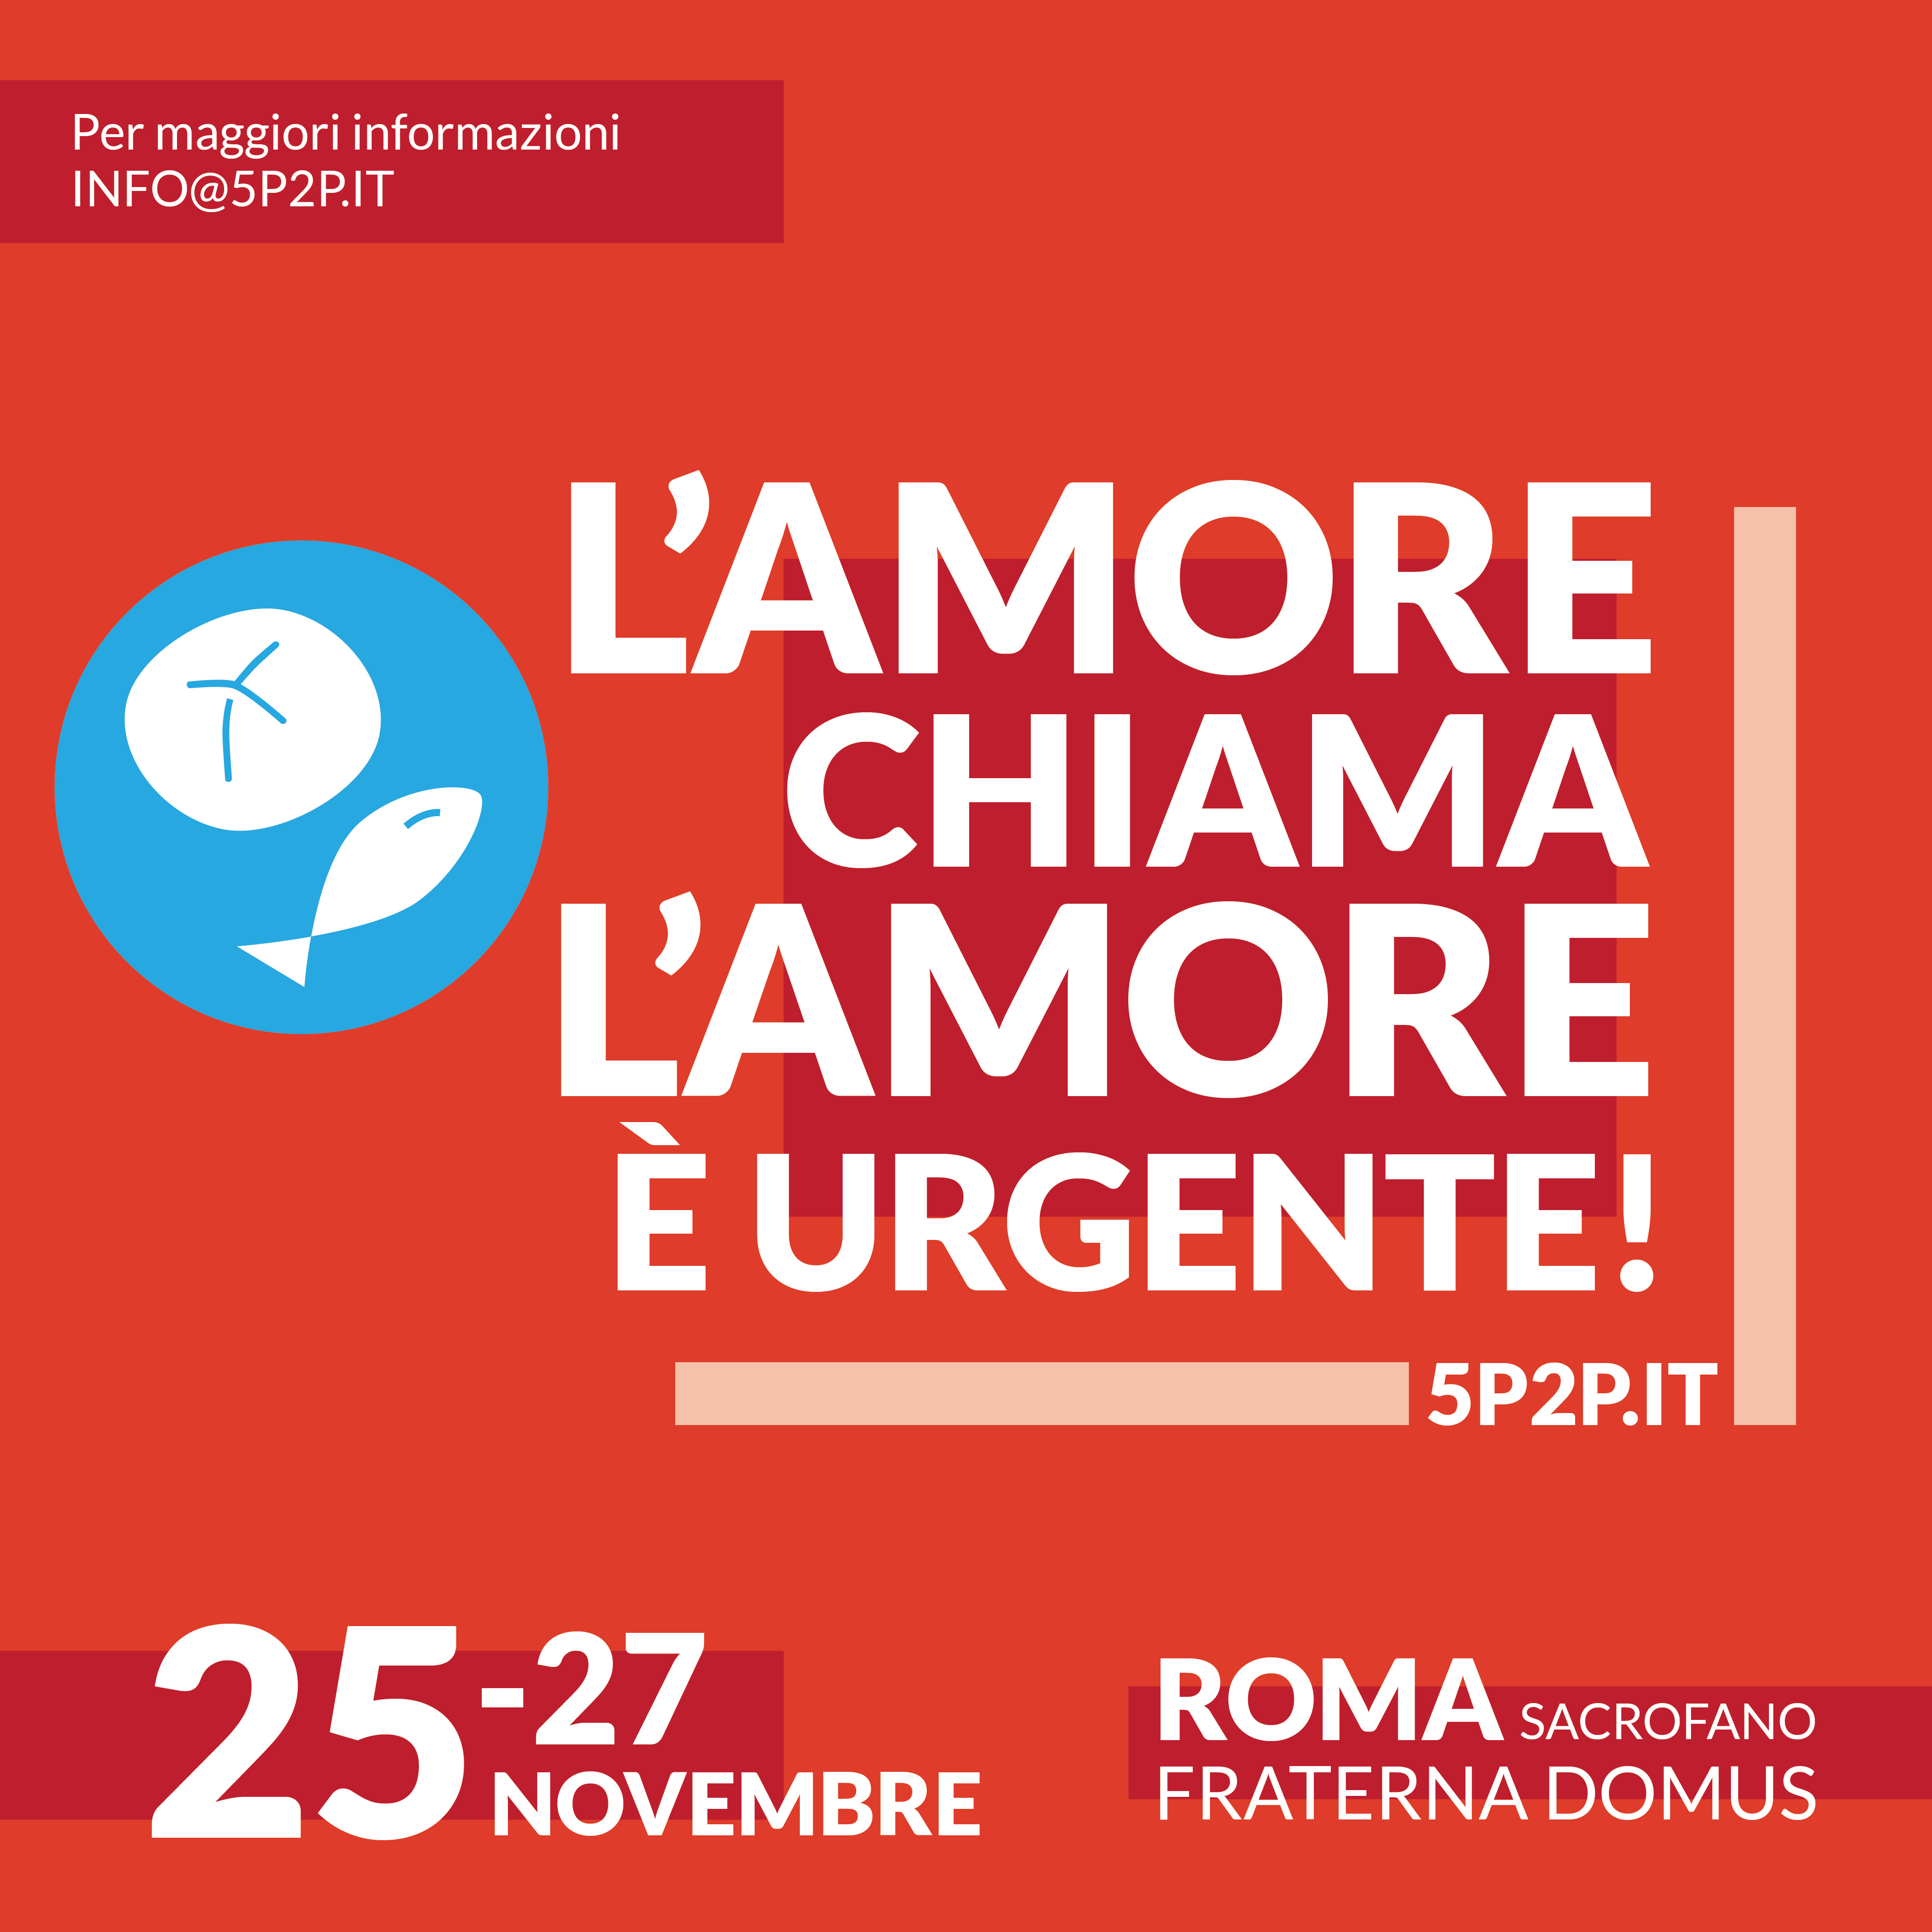 Per maggiori informazioni
INFO@5P2P.IT
L’AMORE
CHIAMA
L’AMORE
È URGENTE!
5P2P.IT
25-27
NOVEMBRE
ROMA SACROFANO
FRATERNA DOMUS